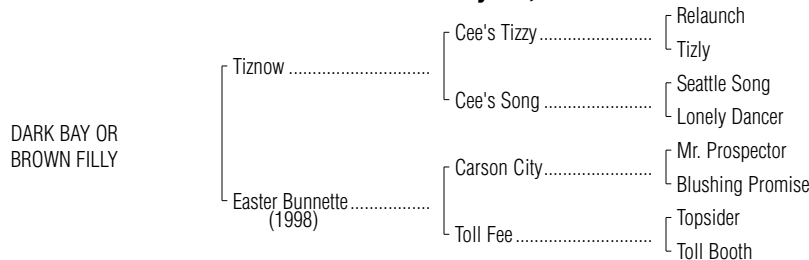 Relaunch
Cee's Tizzy
Tizly
Tiznow
Seattle Song
Cee's Song
Lonely Dancer
DARK BAY OR
BROWN FILLY
Mr. Prospector
Carson City
Blushing Promise
Easter Bunnette
(1998)
Topsider
Toll Fee
Toll Booth